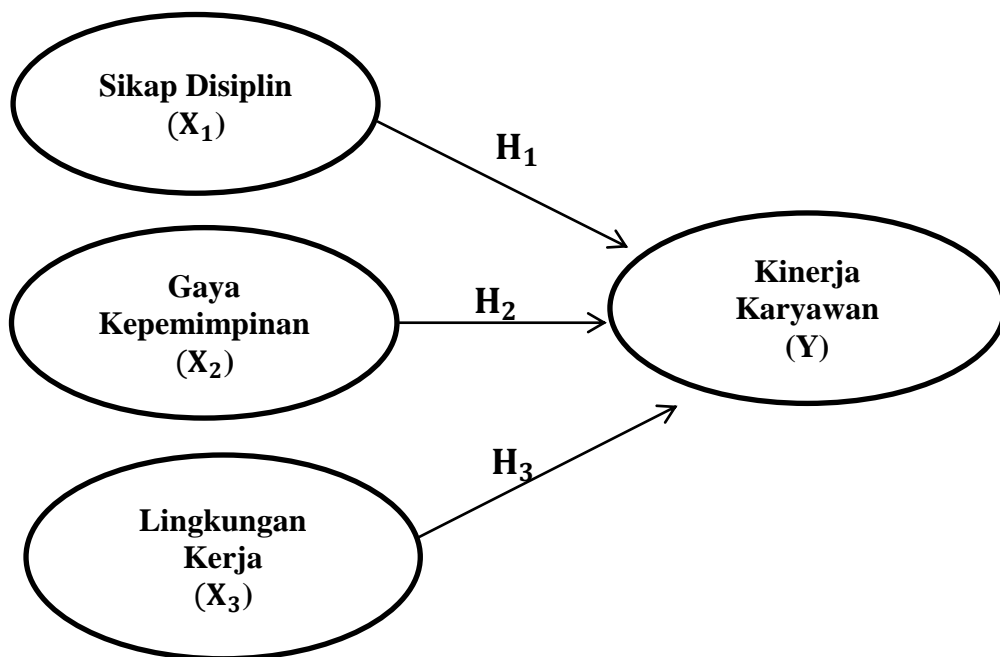 Sikap Disiplin
(X₁)
H₁
Gaya
Kepemimpinan
(X₂)
H₂
Kinerja
Karyawan
(Y)
H₃
Lingkungan
Kerja
(X₃)